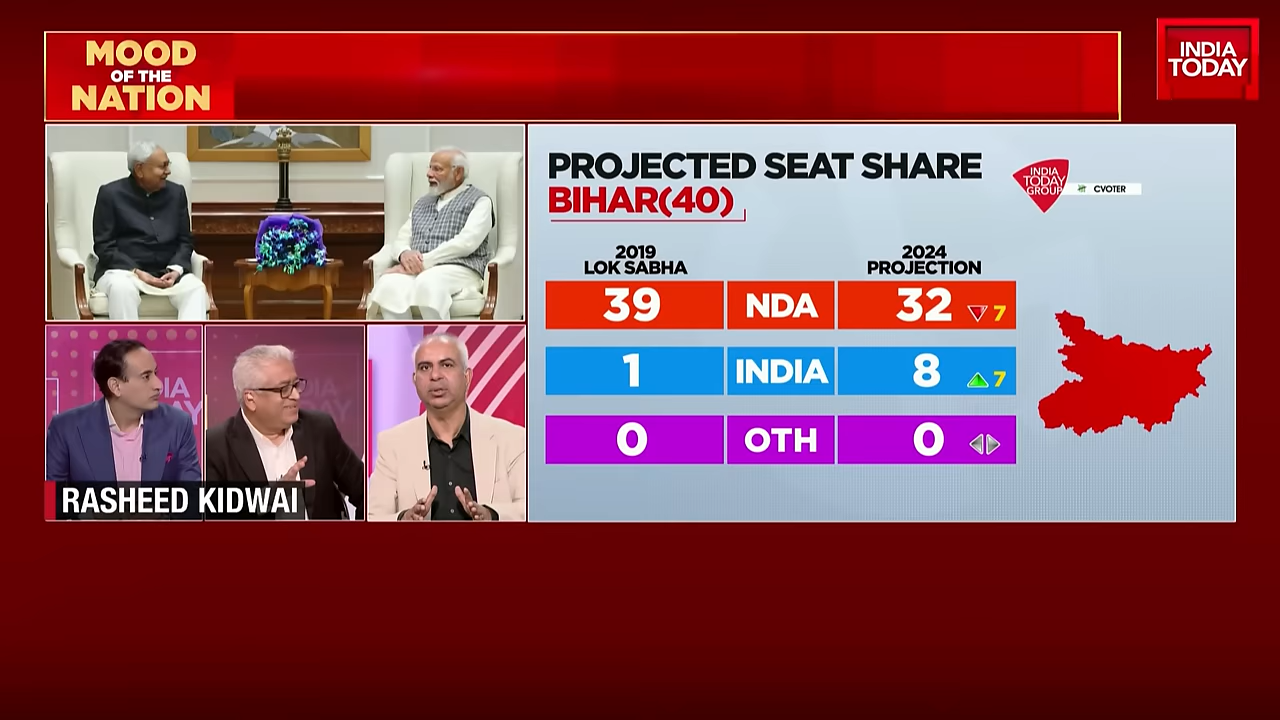 MOOD
OF THE
NATION
INDIA
TODAY
PROJECTED SEAT SHARE
BIHAR(40)
INDIA
TODAY
GROUP
CVOTER
2019
LOK SABHA
2024
PROJECTION
39 NDA 32 7
1 INDIA 8 7
0 OTH 0
RASHEED KIDWAI